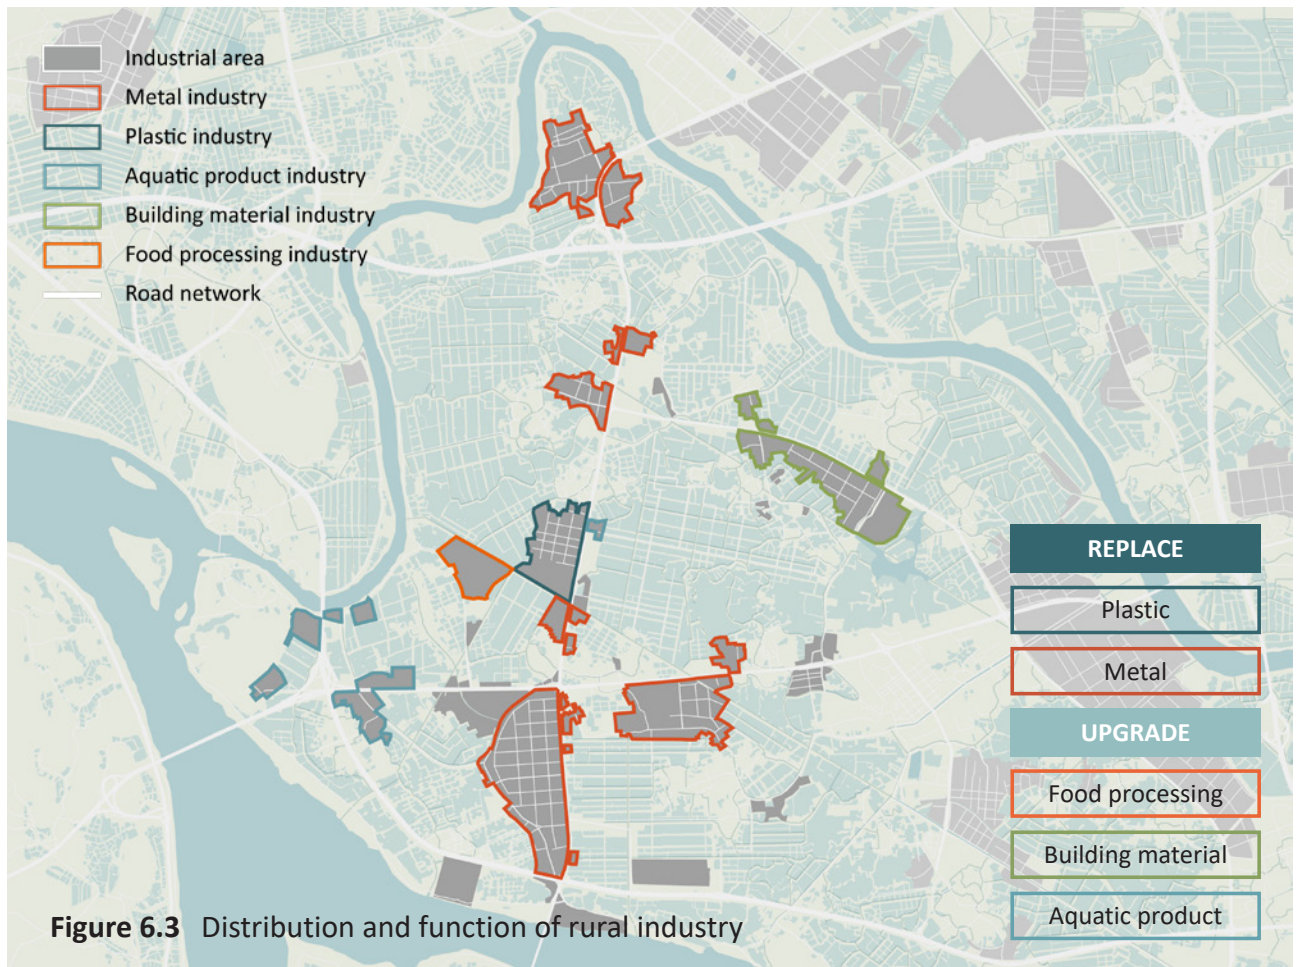 Industrial area
Metal industry
Plastic industry
Aquatic product industry
Building material industry
Food processing industry
Road network
REPLACE
Plastic
Metal
UPGRADE
Food processing
Building material
Aquatic product
Figure 6.3 Distribution and function of rural industry